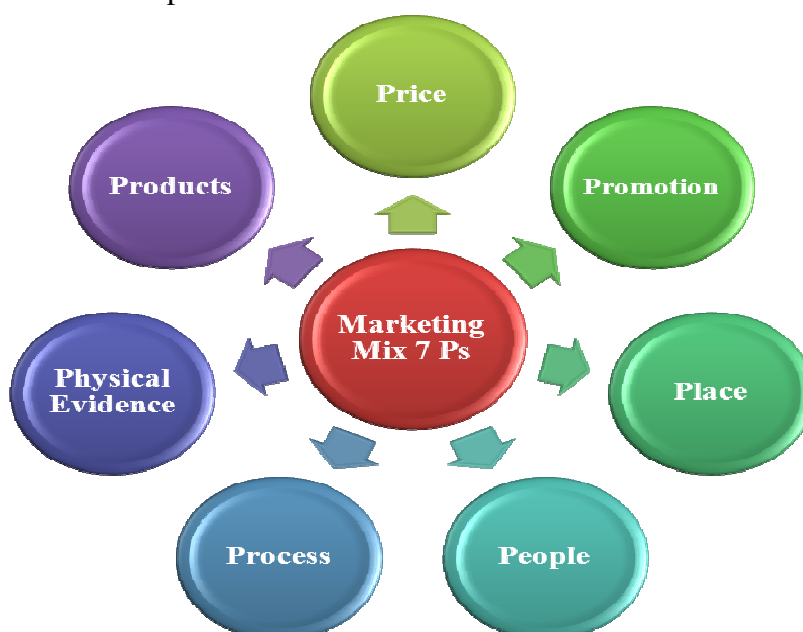 Price
Promotion
Products
Marketing
Mix 7 Ps
Physical
Evidence
Place
Process
People